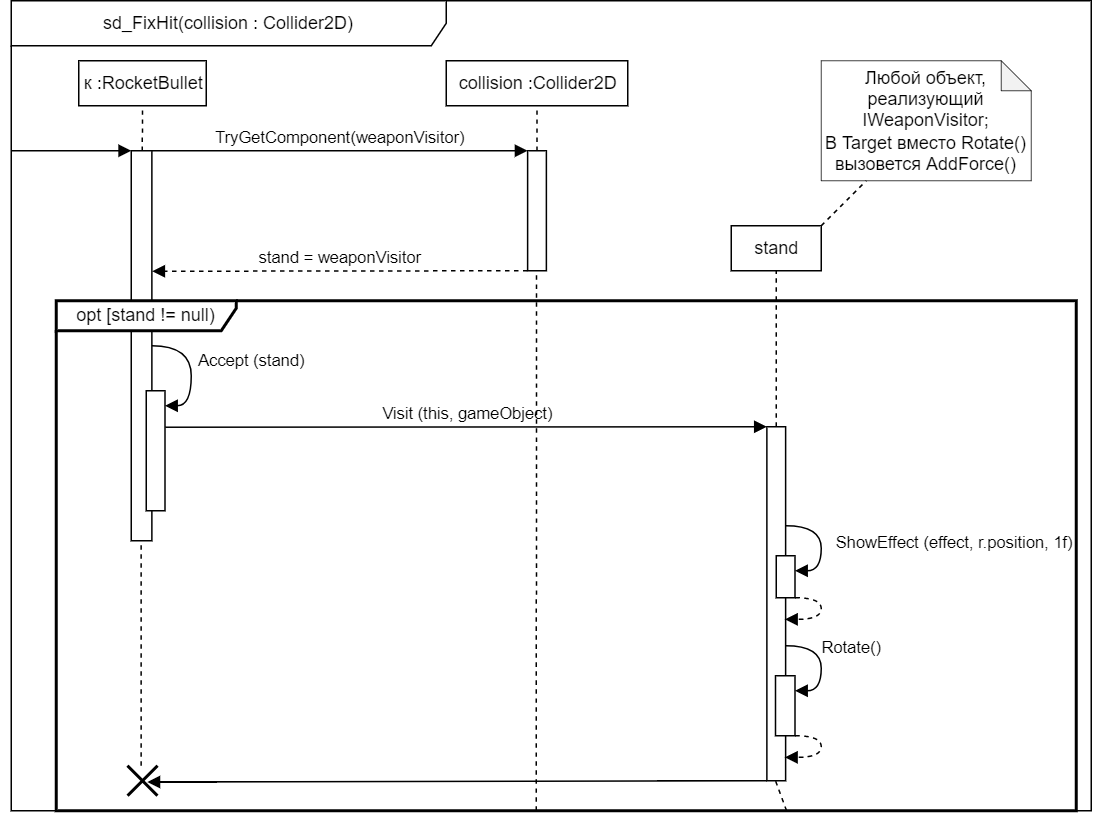 sd_FixHit(collision : Collider2D)
к :RocketBullet
collision :Collider2D
Любой объект,
реализующий
IWeaponVisitor;
В Target вместо Rotate()
вызовется AddForce()
TryGetComponent(weaponVisitor)
stand
stand = weaponVisitor
opt [stand != null)
Accept (stand)
Visit (this, gameObject)
ShowEffect (effect, r.position, 1f)
Rotate()